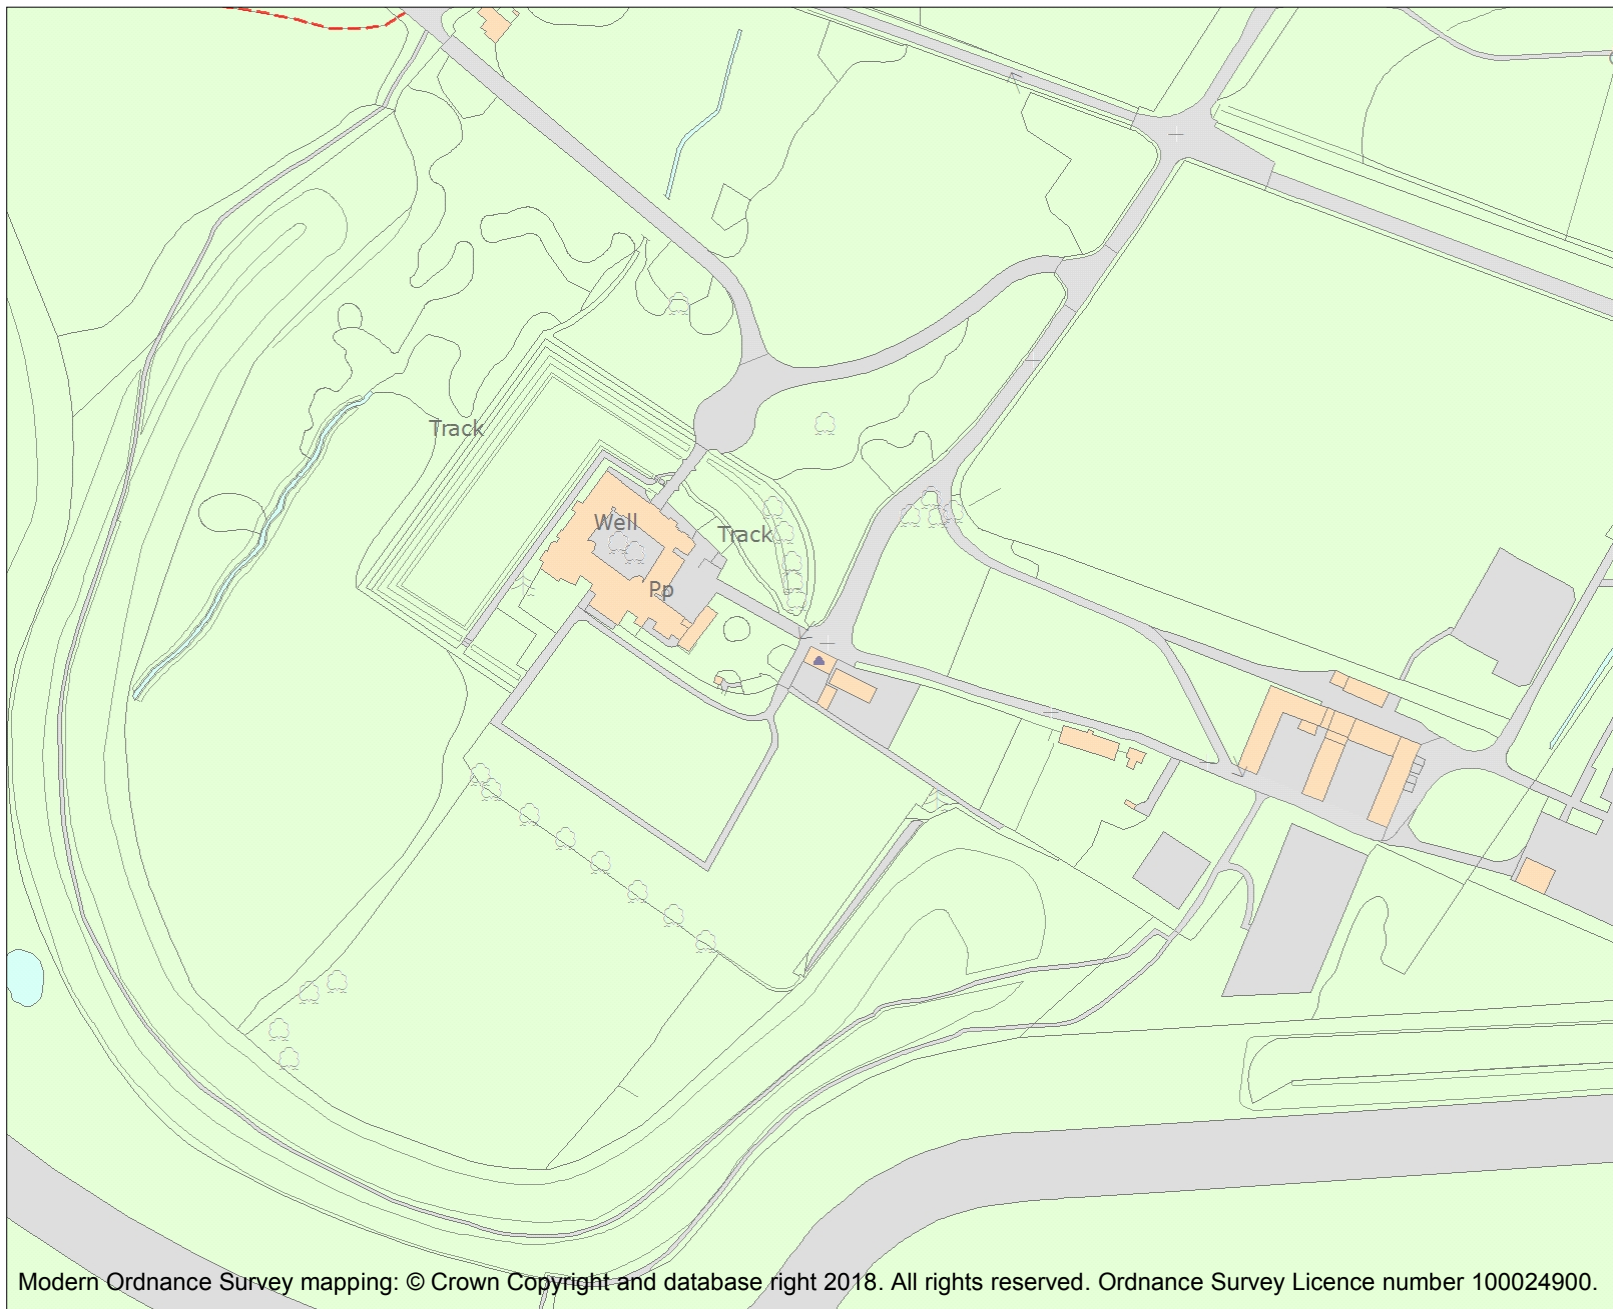 Track
Well
Track
Pp
Modern Ordnance Survey mapping: © Crown Copyright and database right 2018. All rights reserved. Ordnance Survey Licence number 100024900.